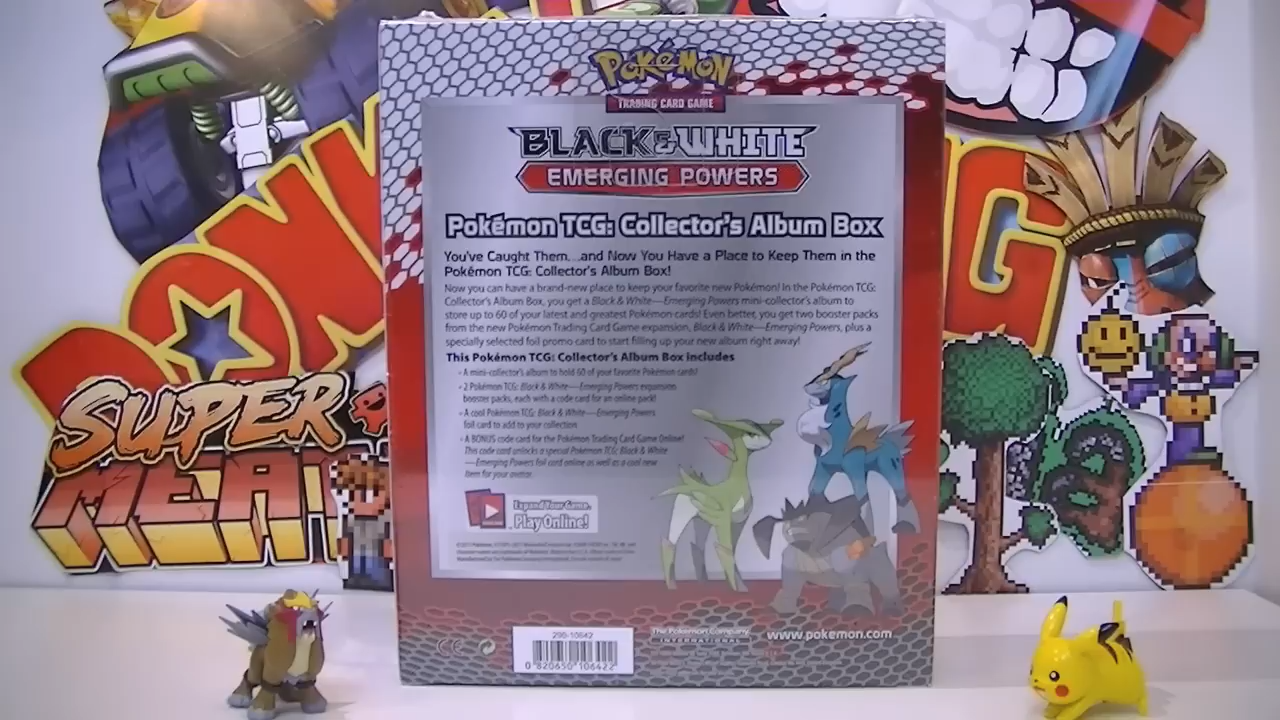 Pokémon
TRADING CARD GAME
BLACK & WHITE
EMERGING POWERS
Pokémon TCG: Collector's Album Box
You've Caught Them...and Now You Have a Place to Keep Them in the
Pokémon TCG: Collector's Album Box!
Now you can have a brand-new place to keep your favorite new Pokémon! In the Pokémon TCG:
Collector's Album Box, you get a Black & White—Emerging Powers mini-collector's album to
store up to 60 of your latest and greatest Pokémon cards! Even better, you get two booster packs
from the new Pokémon Trading Card Game expansion, Black & White—Emerging Powers, plus a
specially selected foil promo card to start filling up your new album right away!
This Pokémon TCG: Collector's Album Box includes
• A mini-collector's album to hold 60 of your favorite Pokémon cards!
• 2 Pokémon TCG: Black & White—Emerging Powers expansion
booster packs, each with a code card for an online pack!
• A cool Pokémon TCG: Black & White—Emerging Powers
foil card to add to your collection
• A BONUS code card for the Pokémon Trading Card Game Online!
This code card unlocks a special Pokémon TCG: Black & White
—Emerging Powers foil card online as well as a cool new
item for your avatar.
Expand Your Game.
Play Online!
CE
290-10642
0 820650 106422
The Pokémon Company
INTERNATIONAL
www.pokemon.com
DONK
NG
SUPER
MEA